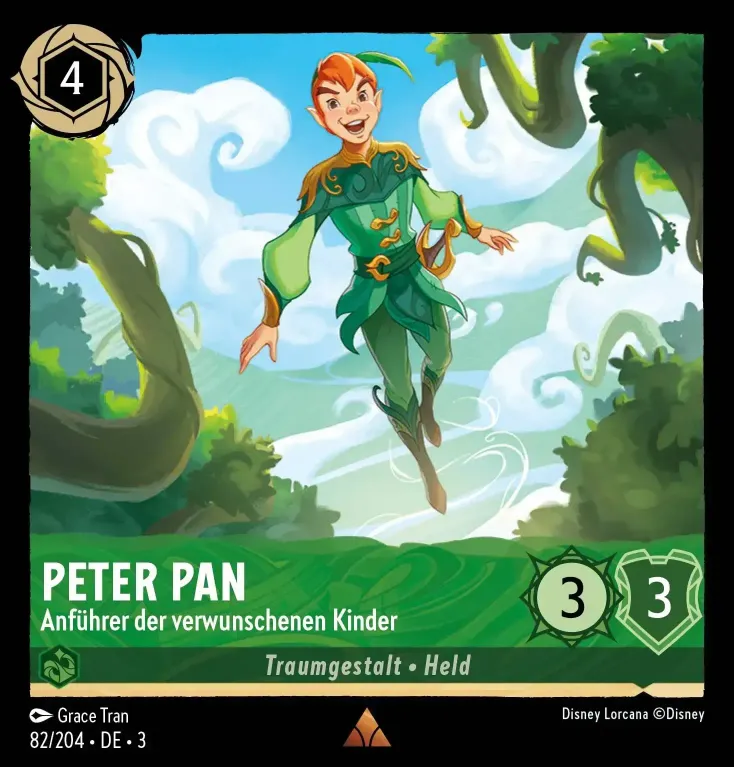 4
PETER PAN
Anführer der verwunschenen Kinder
3
3
Traumgestalt • Held
Grace Tran
Disney Lorcana ©Disney
82/204 • DE • 3